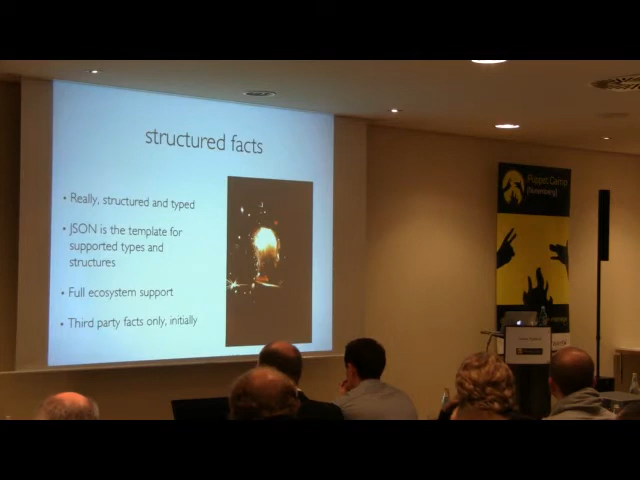 structured facts
• Really, structured and typed
• JSON is the template for
supported types and
structures
• Full ecosystem support
• Third party facts only, initially
Puppet Camp
[Nuremberg]